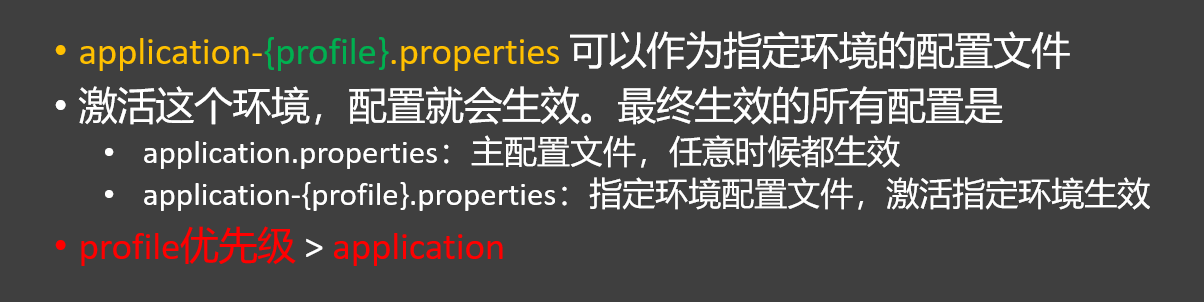 • application-{profile}.properties 可以作为指定环境的配置文件
• 激活这个环境，配置就会生效。最终生效的所有配置是
• application.properties：主配置文件，任意时候都生效
• application-{profile}.properties：指定环境配置文件，激活指定环境生效
• profile优先级 > application